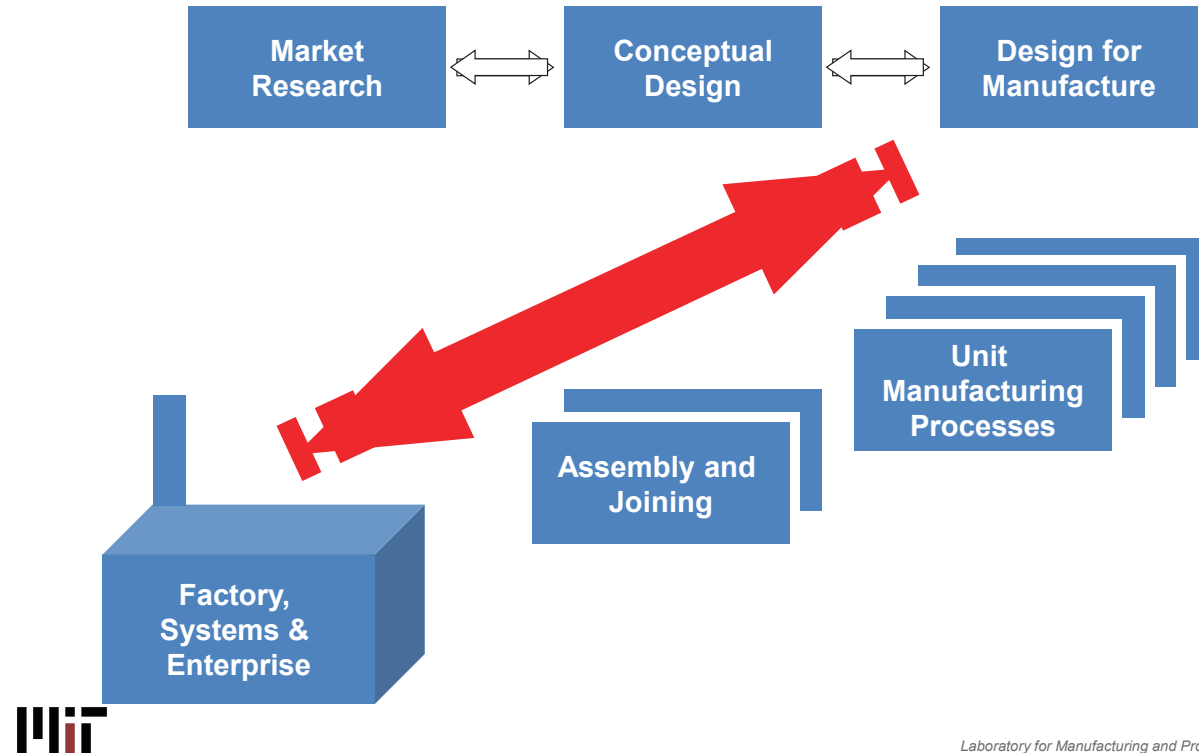 Market
Research
Conceptual
Design
Design for
Manufacture
Unit
Manufacturing
Processes
Assembly and
Joining
Factory,
Systems &
Enterprise
MIT
Laboratory for Manufacturing and